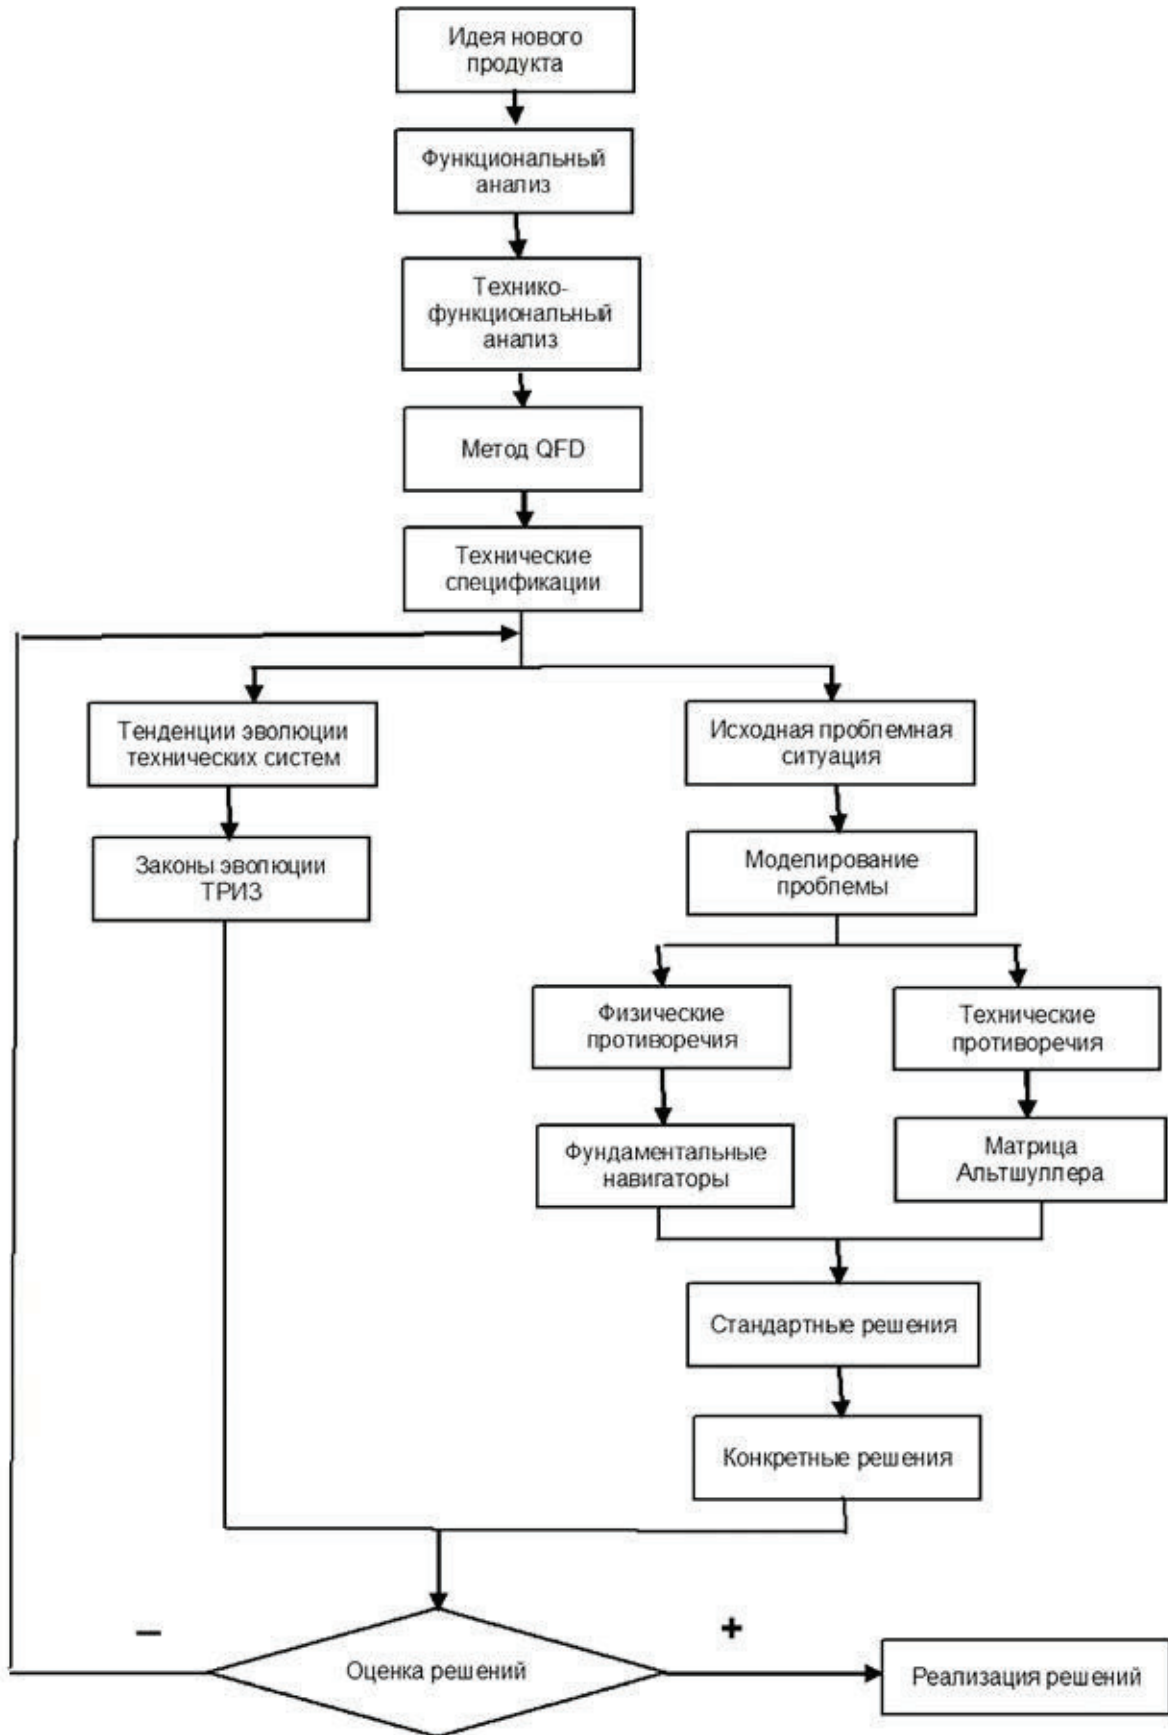 Идея нового
продукта
Функциональный
анализ
Технико-
функциональный
анализ
Метод QFD
Технические
спецификации
Тенденции эволюции
технических систем
Исходная проблемная
ситуация
Законы эволюции
ТРИЗ
Моделирование
проблемы
Физические
противоречия
Технические
противоречия
Фундаментальные
навигаторы
Матрица
Альтшуллера
Стандартные решения
Конкретные решения
–
+
Оценка решений
Реализация решений